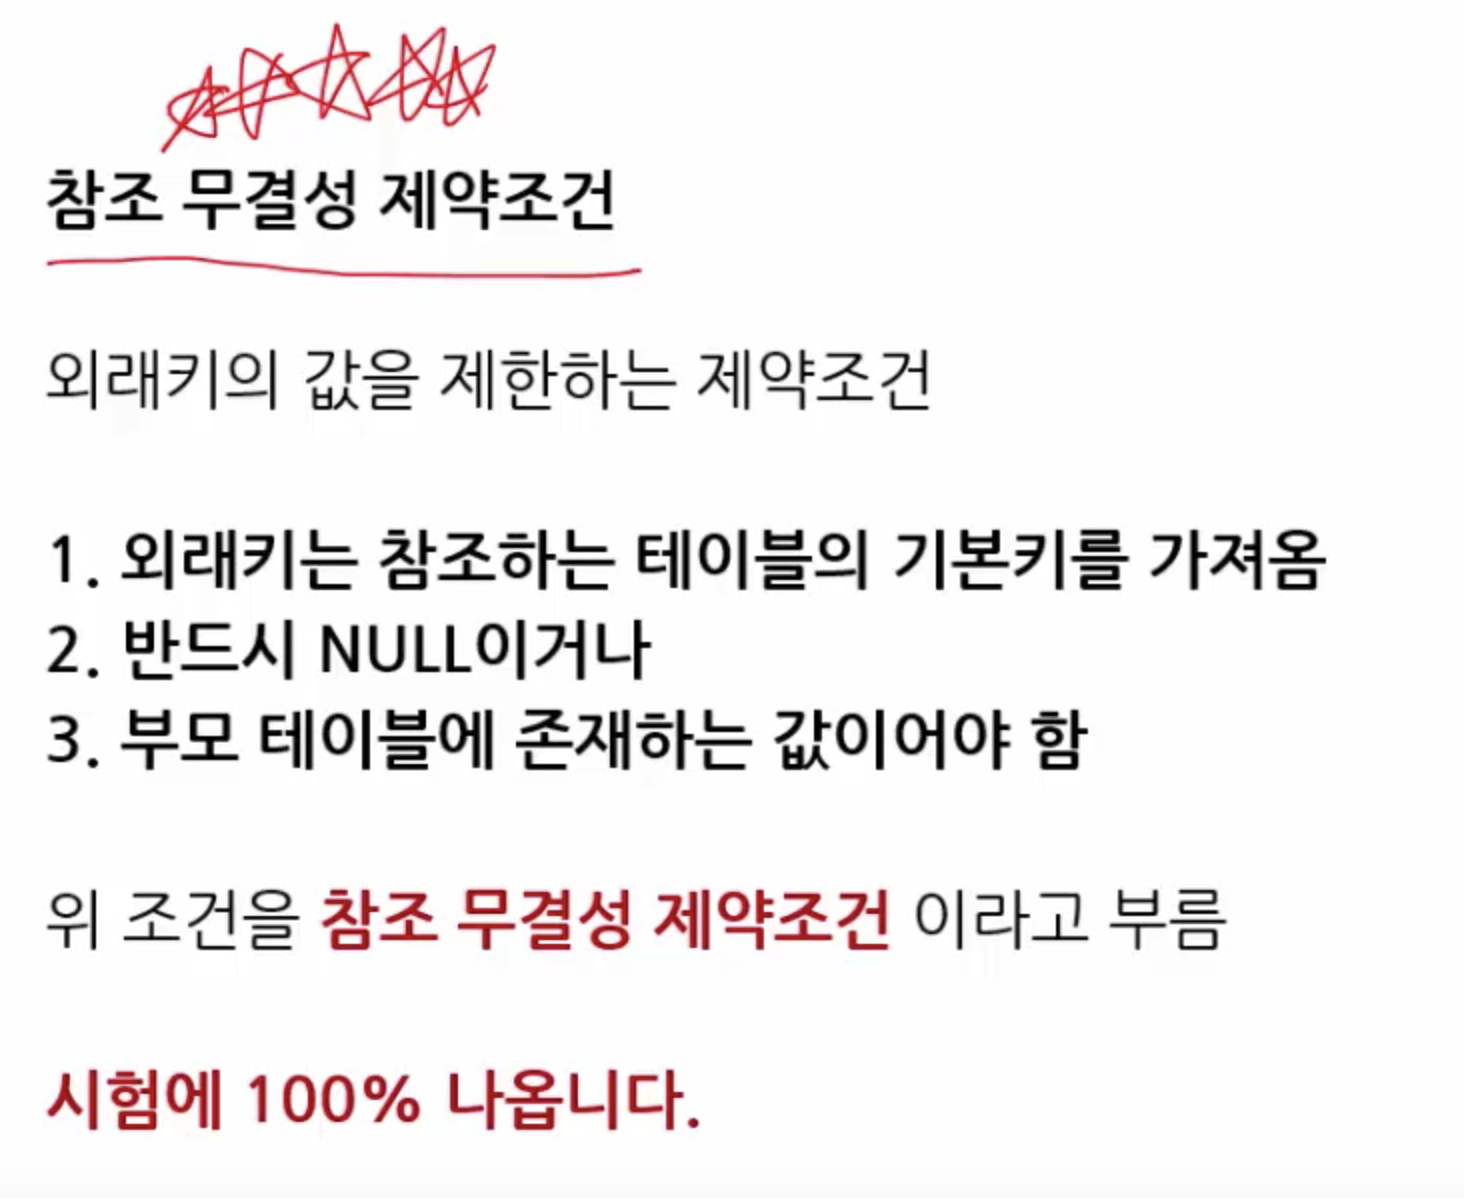 참조 무결성 제약조건
외래키의 값을 제한하는 제약조건
1. 외래키는 참조하는 테이블의 기본키를 가져옴
2. 반드시 NULL이거나
3. 부모 테이블에 존재하는 값이어야 함
위 조건을 참조 무결성 제약조건 이라고 부름
시험에 100% 나옵니다.